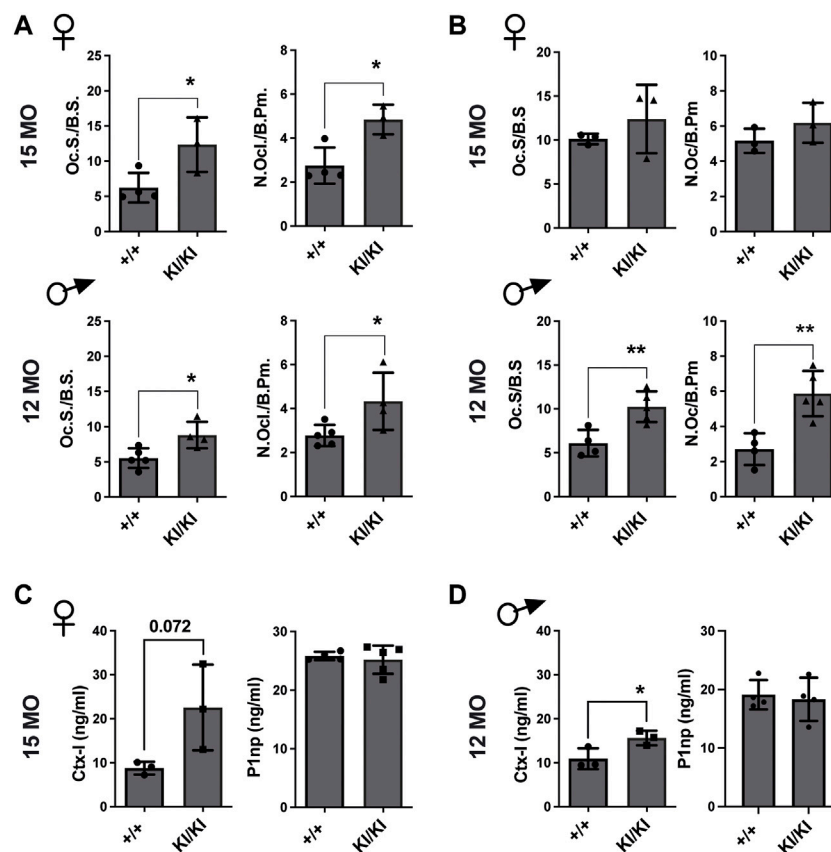 A
♀
B
♀
15 MO
Oc.S./B.S.
25
20
15
10
5
0
*
+/+
KI/KI
N.Ocl./B.Pm.
8
6
4
2
0
*
+/+
KI/KI
15 MO
Oc.S/B.S
20
15
10
5
0
+/+
KI/KI
N.Oc/B.Pm
10
8
6
4
2
0
+/+
KI/KI
♂
♂
12 MO
Oc.S./B.S.
25
20
15
10
5
0
*
+/+
KI/KI
N.Ocl./B.Pm.
8
6
4
2
0
*
+/+
KI/KI
12 MO
Oc.S/B.S
20
15
10
5
0
**
+/+
KI/KI
N.Oc/B.Pm
10
8
6
4
2
0
**
+/+
KI/KI
C
♀
D
♂
15 MO
Ctx-I (ng/ml)
40
30
20
10
0
0.072
+/+
KI/KI
P1np (ng/ml)
30
20
10
0
+/+
KI/KI
12 MO
Ctx-I (ng/ml)
40
30
20
10
0
*
+/+
KI/KI
P1np (ng/ml)
30
20
10
0
+/+
KI/KI